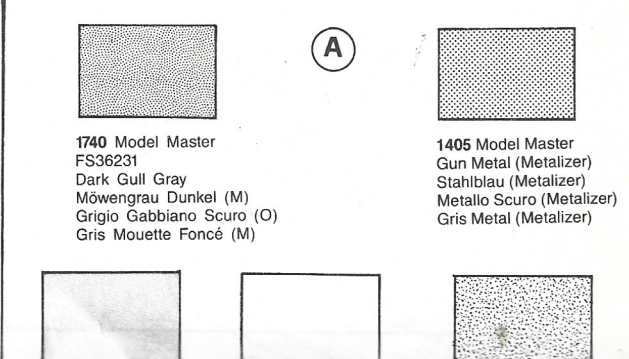 A
1740 Model Master
FS36231
Dark Gull Gray
Möwengrau Dunkel (M)
Grigio Gabbiano Scuro (O)
Gris Mouette Foncé (M)
1405 Model Master
Gun Metal (Metalizer)
Stahlblau (Metalizer)
Metallo Scuro (Metalizer)
Gris Metal (Metalizer)